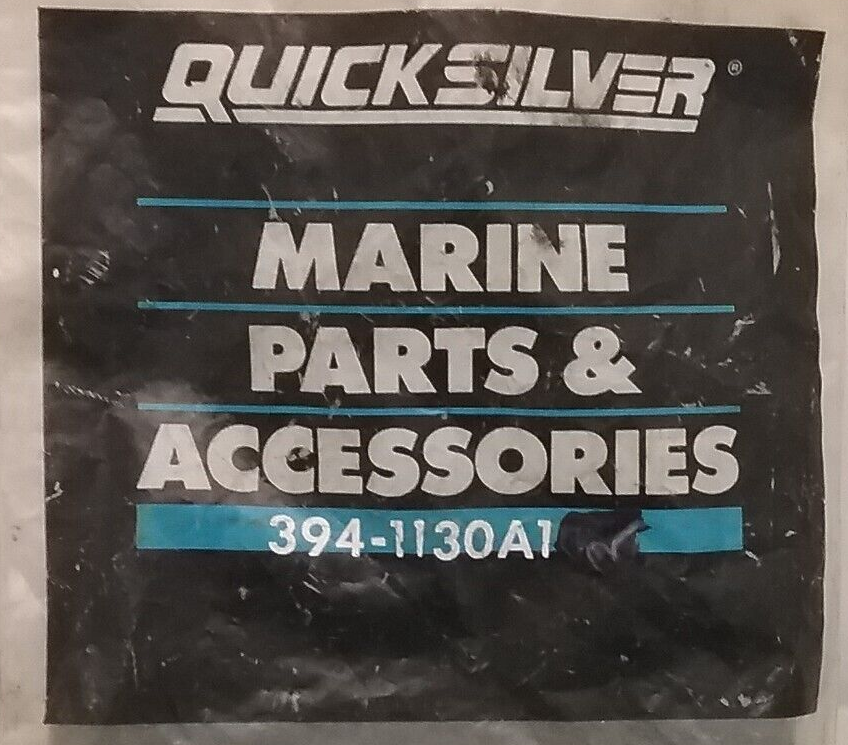 QUICKSILVER®
MARINE
PARTS &
ACCESSORIES
394-1130A1